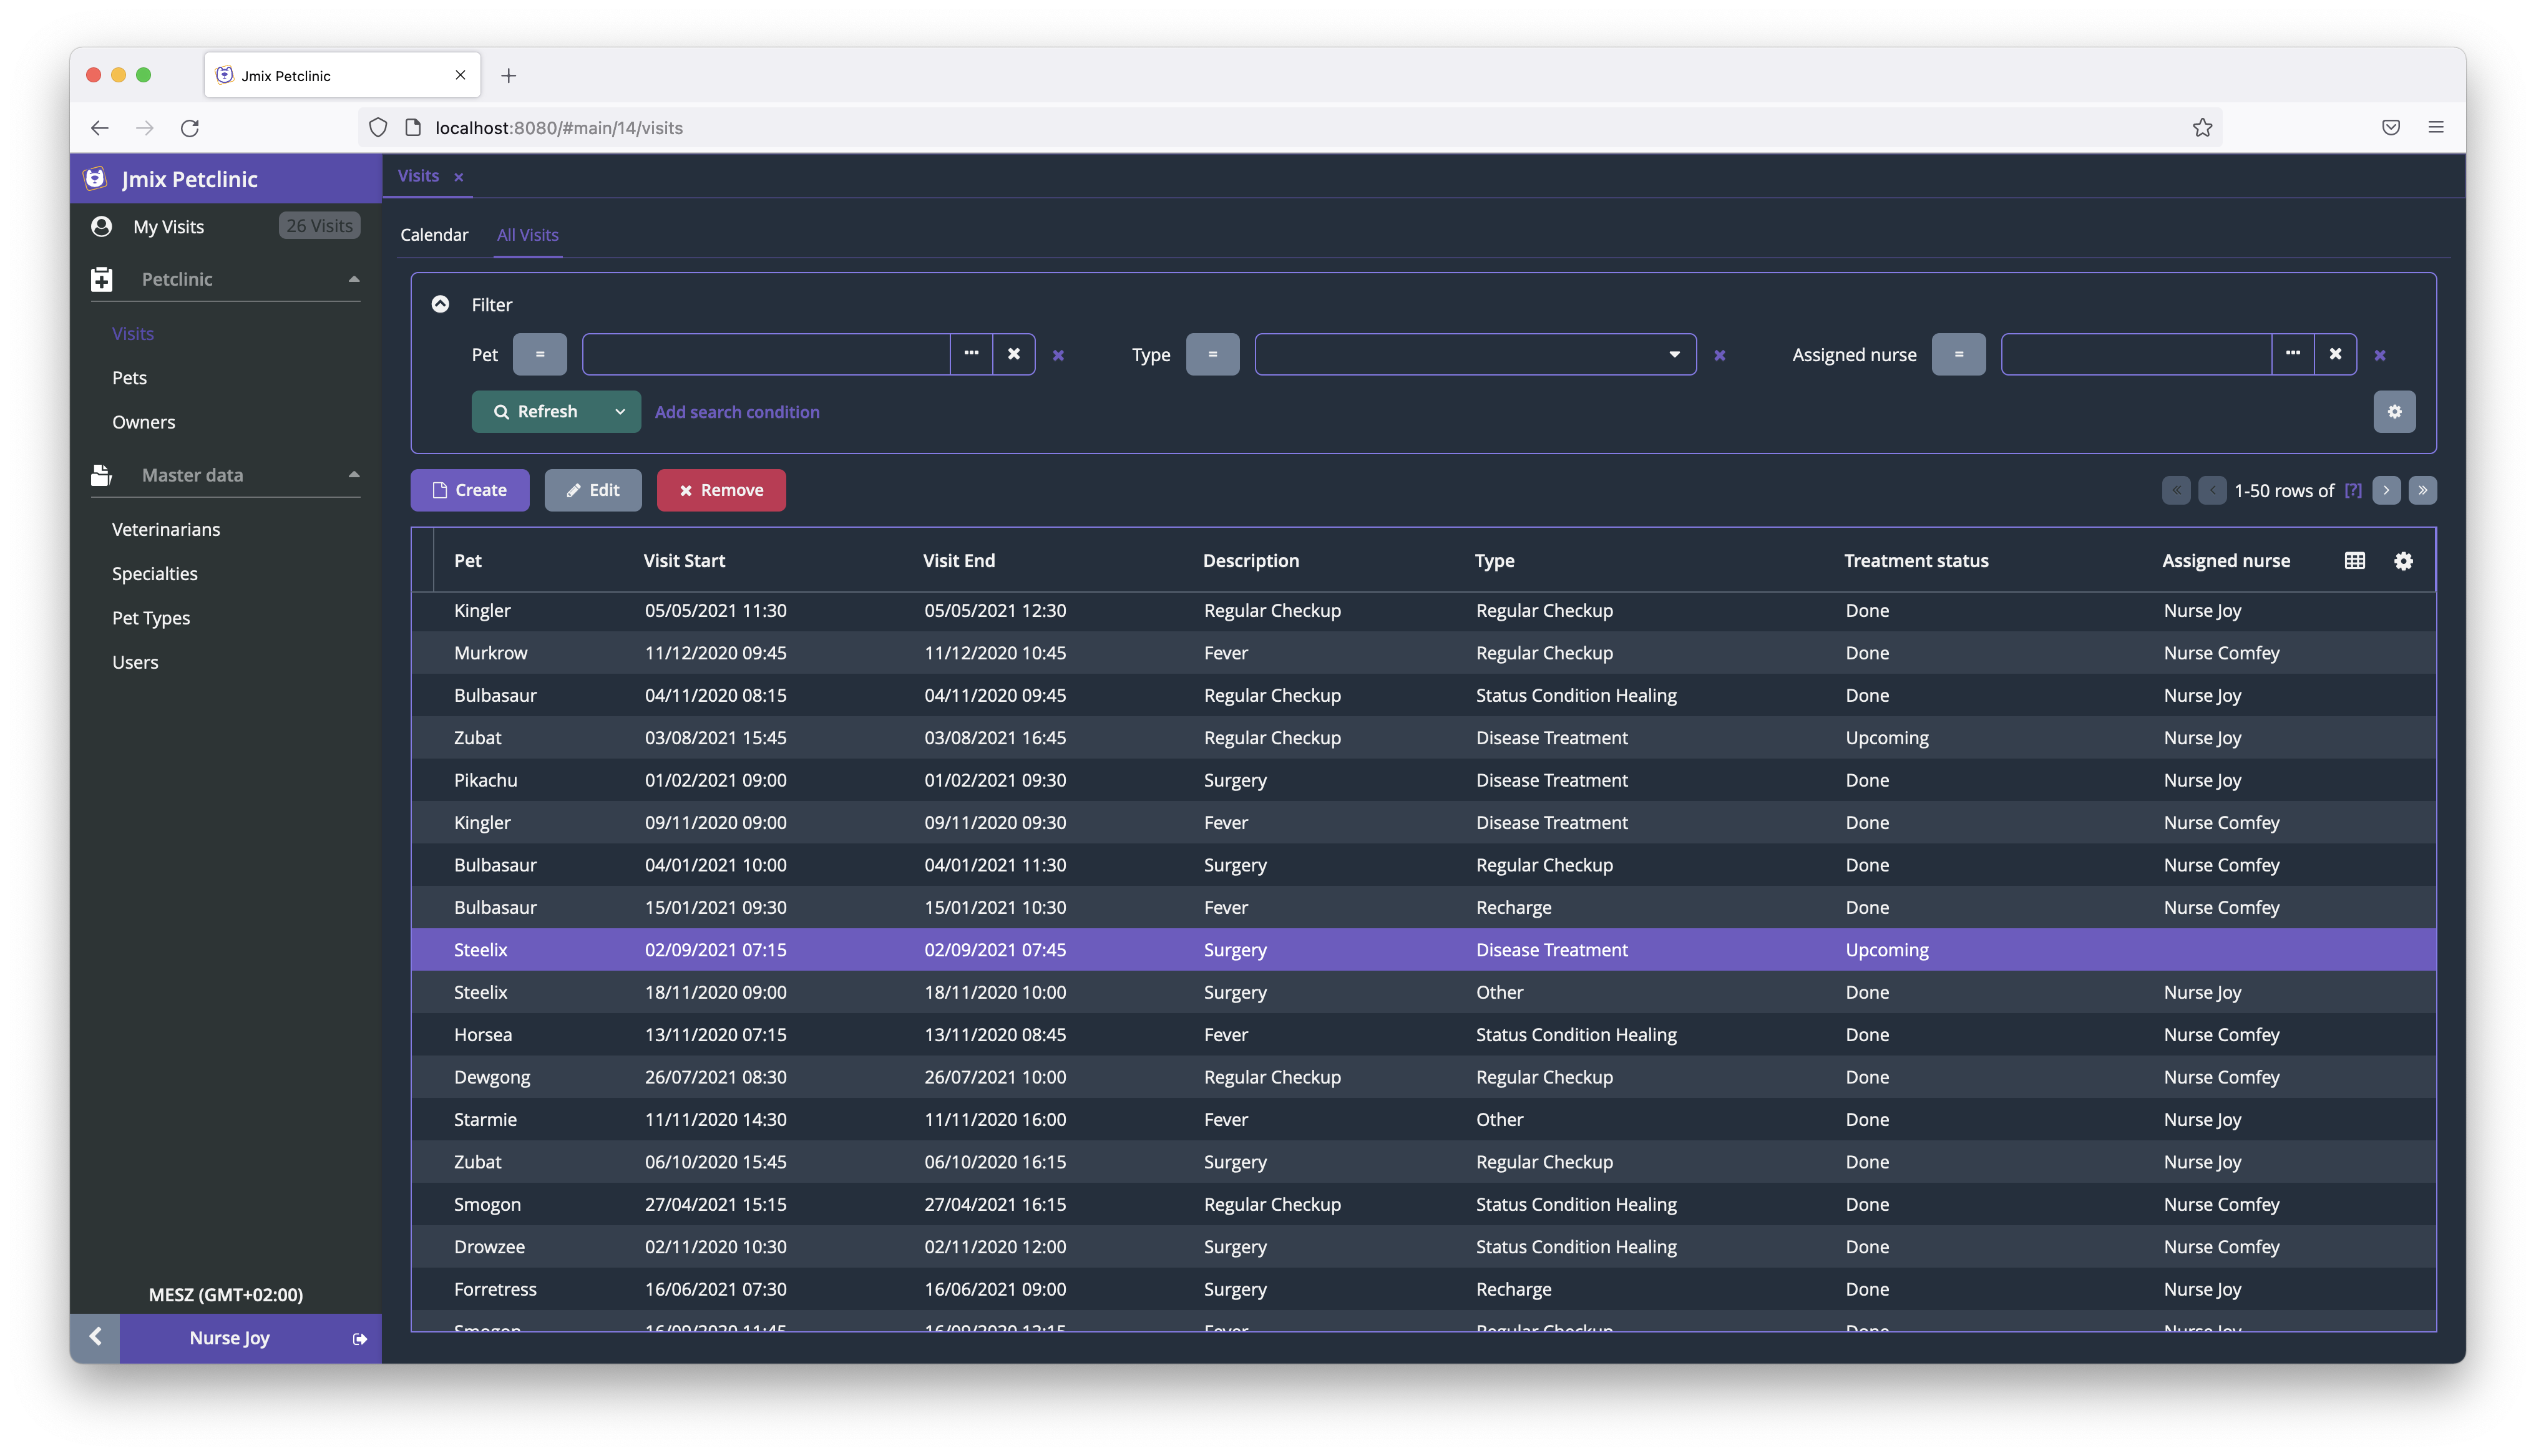 Jmix Petclinic
localhost:8080/#main/14/visits
Jmix Petclinic
My Visits 26 Visits
Petclinic
Visits
Pets
Owners
Master data
Veterinarians
Specialties
Pet Types
Users
MESZ (GMT+02:00)
Nurse Joy
Visits
Calendar All Visits
Filter
Pet = Type = Assigned nurse =
Refresh Add search condition
Create Edit Remove 1-50 rows of [?]
Pet Visit Start Visit End Description Type Treatment status Assigned nurse
Kingler 05/05/2021 11:30 05/05/2021 12:30 Regular Checkup Regular Checkup Done Nurse Joy
Murkrow 11/12/2020 09:45 11/12/2020 10:45 Fever Regular Checkup Done Nurse Comfey
Bulbasaur 04/11/2020 08:15 04/11/2020 09:45 Regular Checkup Status Condition Healing Done Nurse Joy
Zubat 03/08/2021 15:45 03/08/2021 16:45 Regular Checkup Disease Treatment Upcoming Nurse Joy
Pikachu 01/02/2021 09:00 01/02/2021 09:30 Surgery Disease Treatment Done Nurse Joy
Kingler 09/11/2020 09:00 09/11/2020 09:30 Fever Disease Treatment Done Nurse Comfey
Bulbasaur 04/01/2021 10:00 04/01/2021 11:30 Surgery Regular Checkup Done Nurse Comfey
Bulbasaur 15/01/2021 09:30 15/01/2021 10:30 Fever Recharge Done Nurse Comfey
Steelix 02/09/2021 07:15 02/09/2021 07:45 Surgery Disease Treatment Upcoming
Steelix 18/11/2020 09:00 18/11/2020 10:00 Surgery Other Done Nurse Joy
Horsea 13/11/2020 07:15 13/11/2020 08:45 Fever Status Condition Healing Done Nurse Comfey
Dewgong 26/07/2021 08:30 26/07/2021 10:00 Regular Checkup Regular Checkup Done Nurse Comfey
Starmie 11/11/2020 14:30 11/11/2020 16:00 Fever Other Done Nurse Joy
Zubat 06/10/2020 15:45 06/10/2020 16:15 Surgery Regular Checkup Done Nurse Joy
Smogon 27/04/2021 15:15 27/04/2021 16:15 Regular Checkup Status Condition Healing Done Nurse Comfey
Drowzee 02/11/2020 10:30 02/11/2020 12:00 Surgery Status Condition Healing Done Nurse Comfey
Forretress 16/06/2021 07:30 16/06/2021 09:00 Surgery Recharge Done Nurse Joy
Smogon 16/09/2020 11:45 16/09/2020 12:15 Fever Regular Checkup Done Nurse Joy